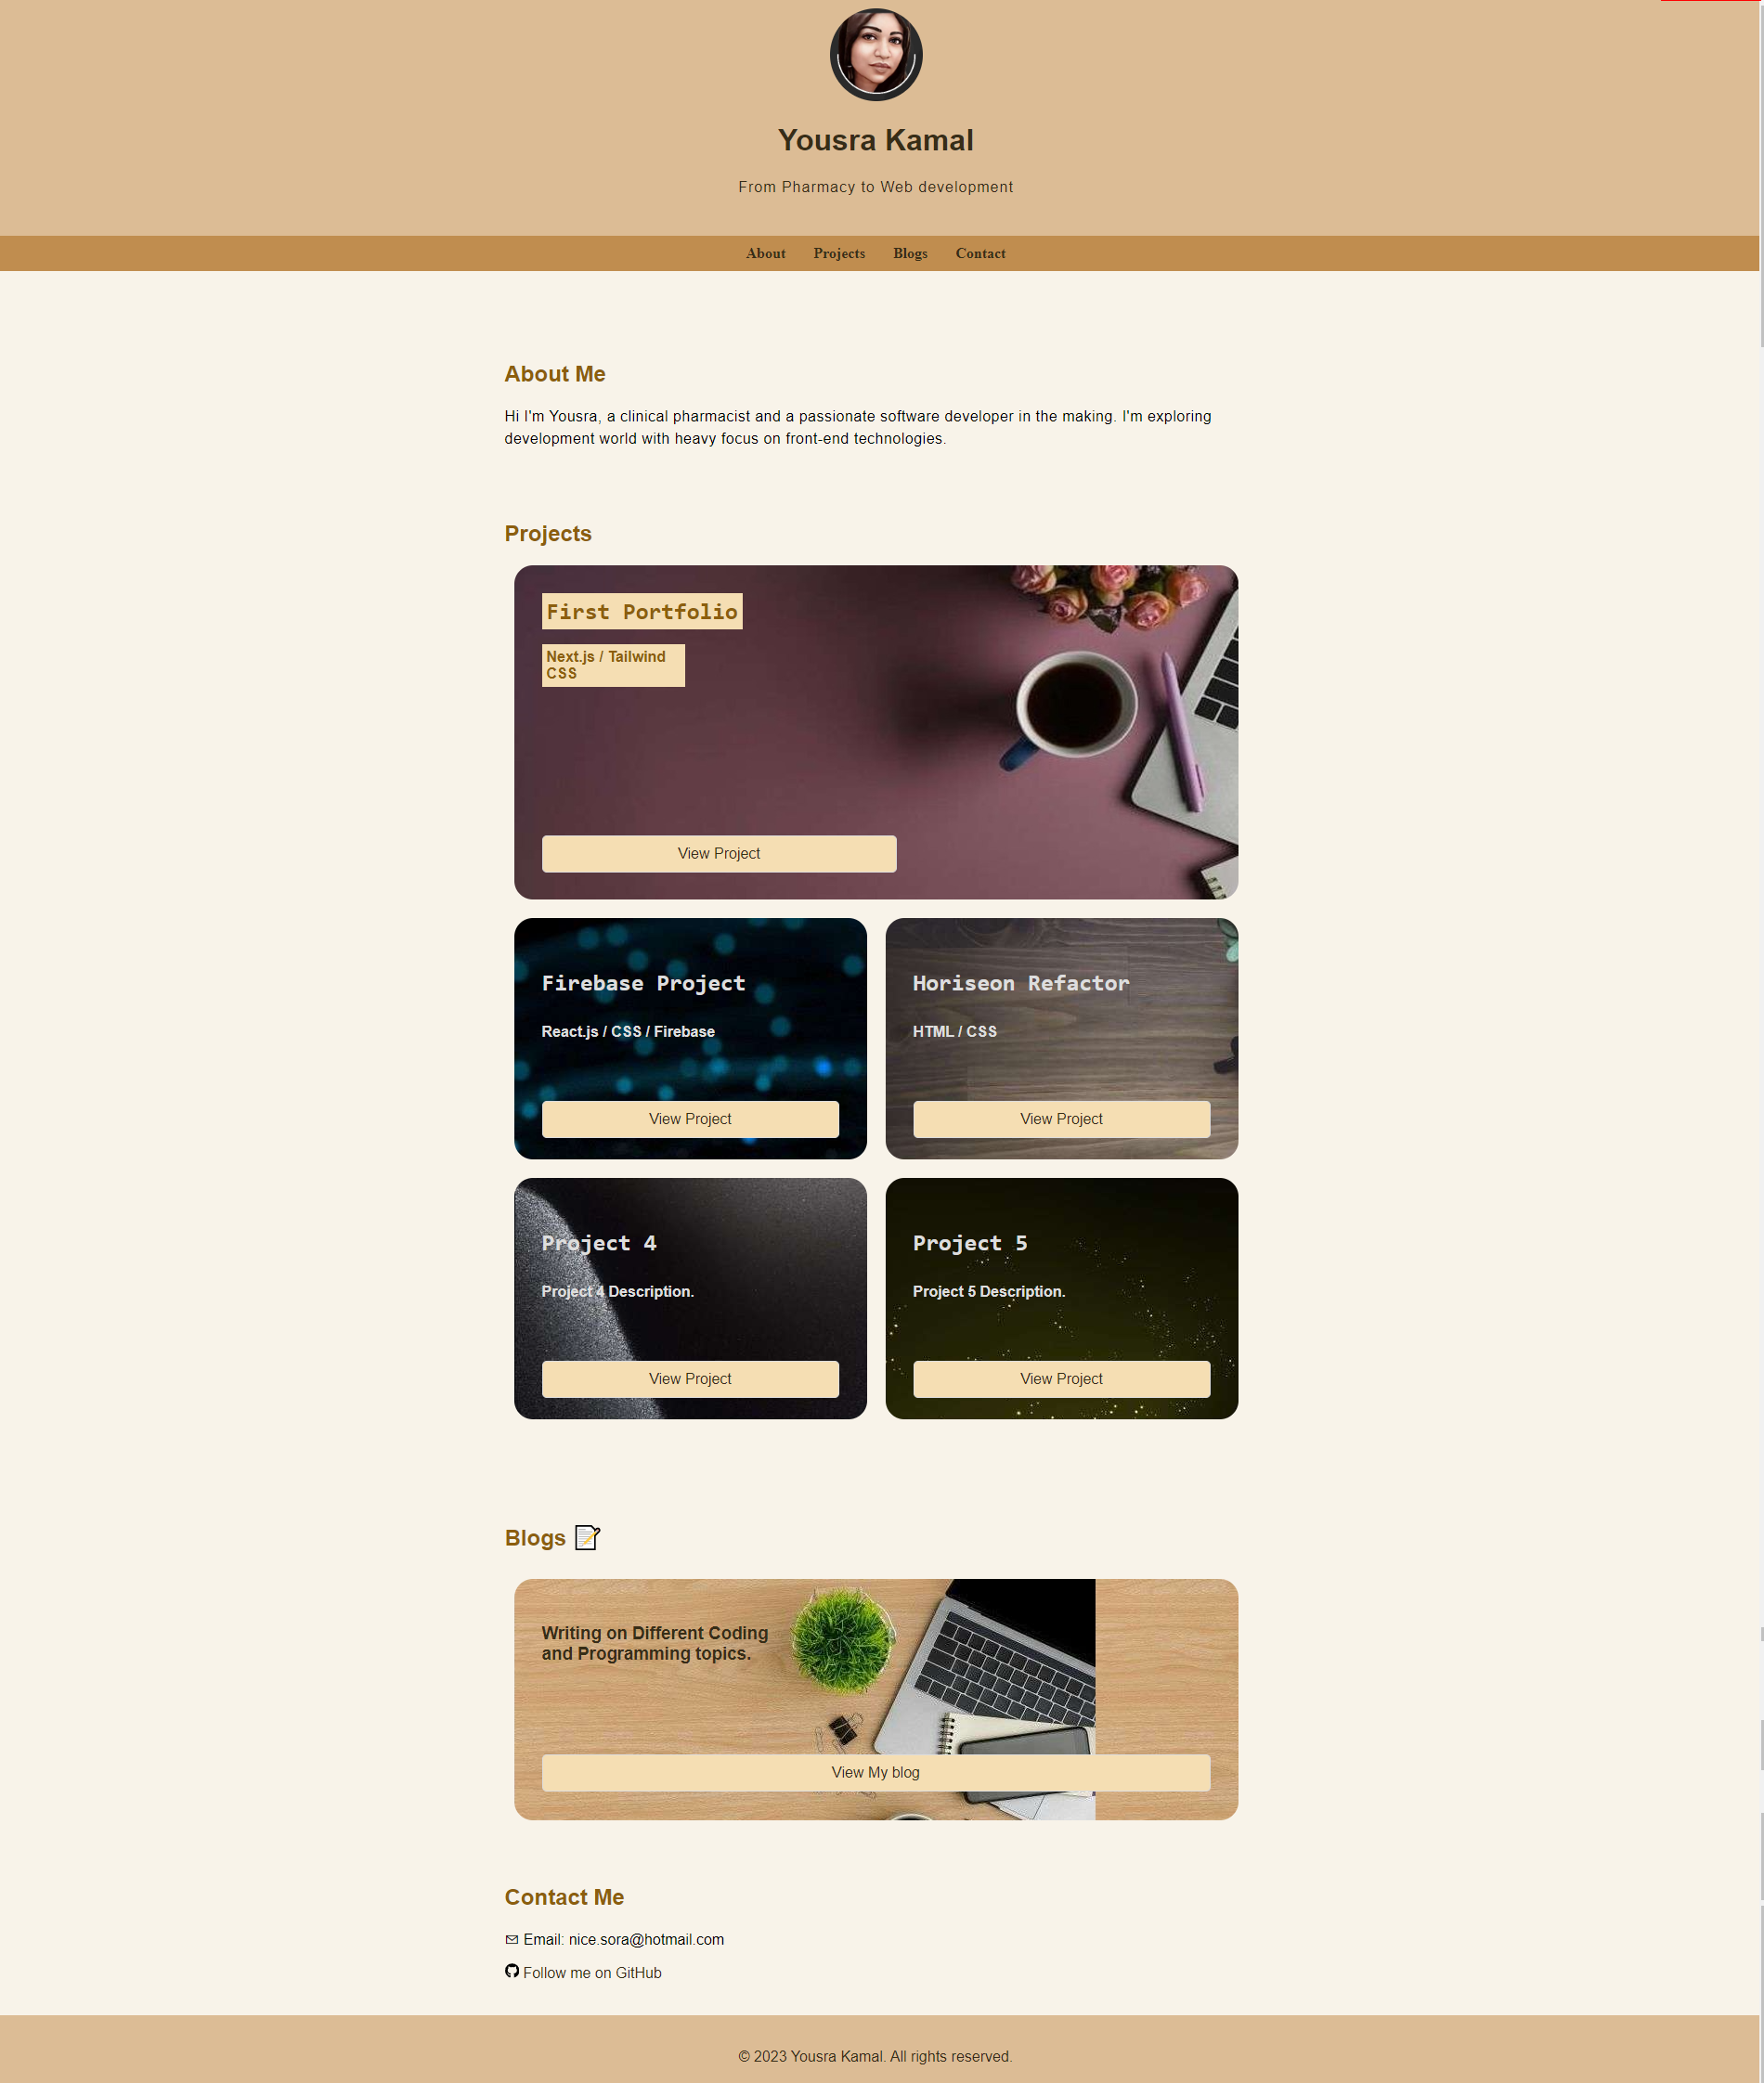 Yousra Kamal
From Pharmacy to Web development
About Projects Blogs Contact
About Me
Hi I'm Yousra, a clinical pharmacist and a passionate software developer in the making. I'm exploring
development world with heavy focus on front-end technologies.
Projects
First Portfolio
Next.js / Tailwind
CSS
View Project
Firebase Project
React.js / CSS / Firebase
View Project
Horiseon Refactor
HTML / CSS
View Project
Project 4
Project 4 Description.
View Project
Project 5
Project 5 Description.
View Project
Blogs
Writing on Different Coding
and Programming topics.
View My blog
Contact Me
Email: nice.sora@hotmail.com
Follow me on GitHub
© 2023 Yousra Kamal. All rights reserved.